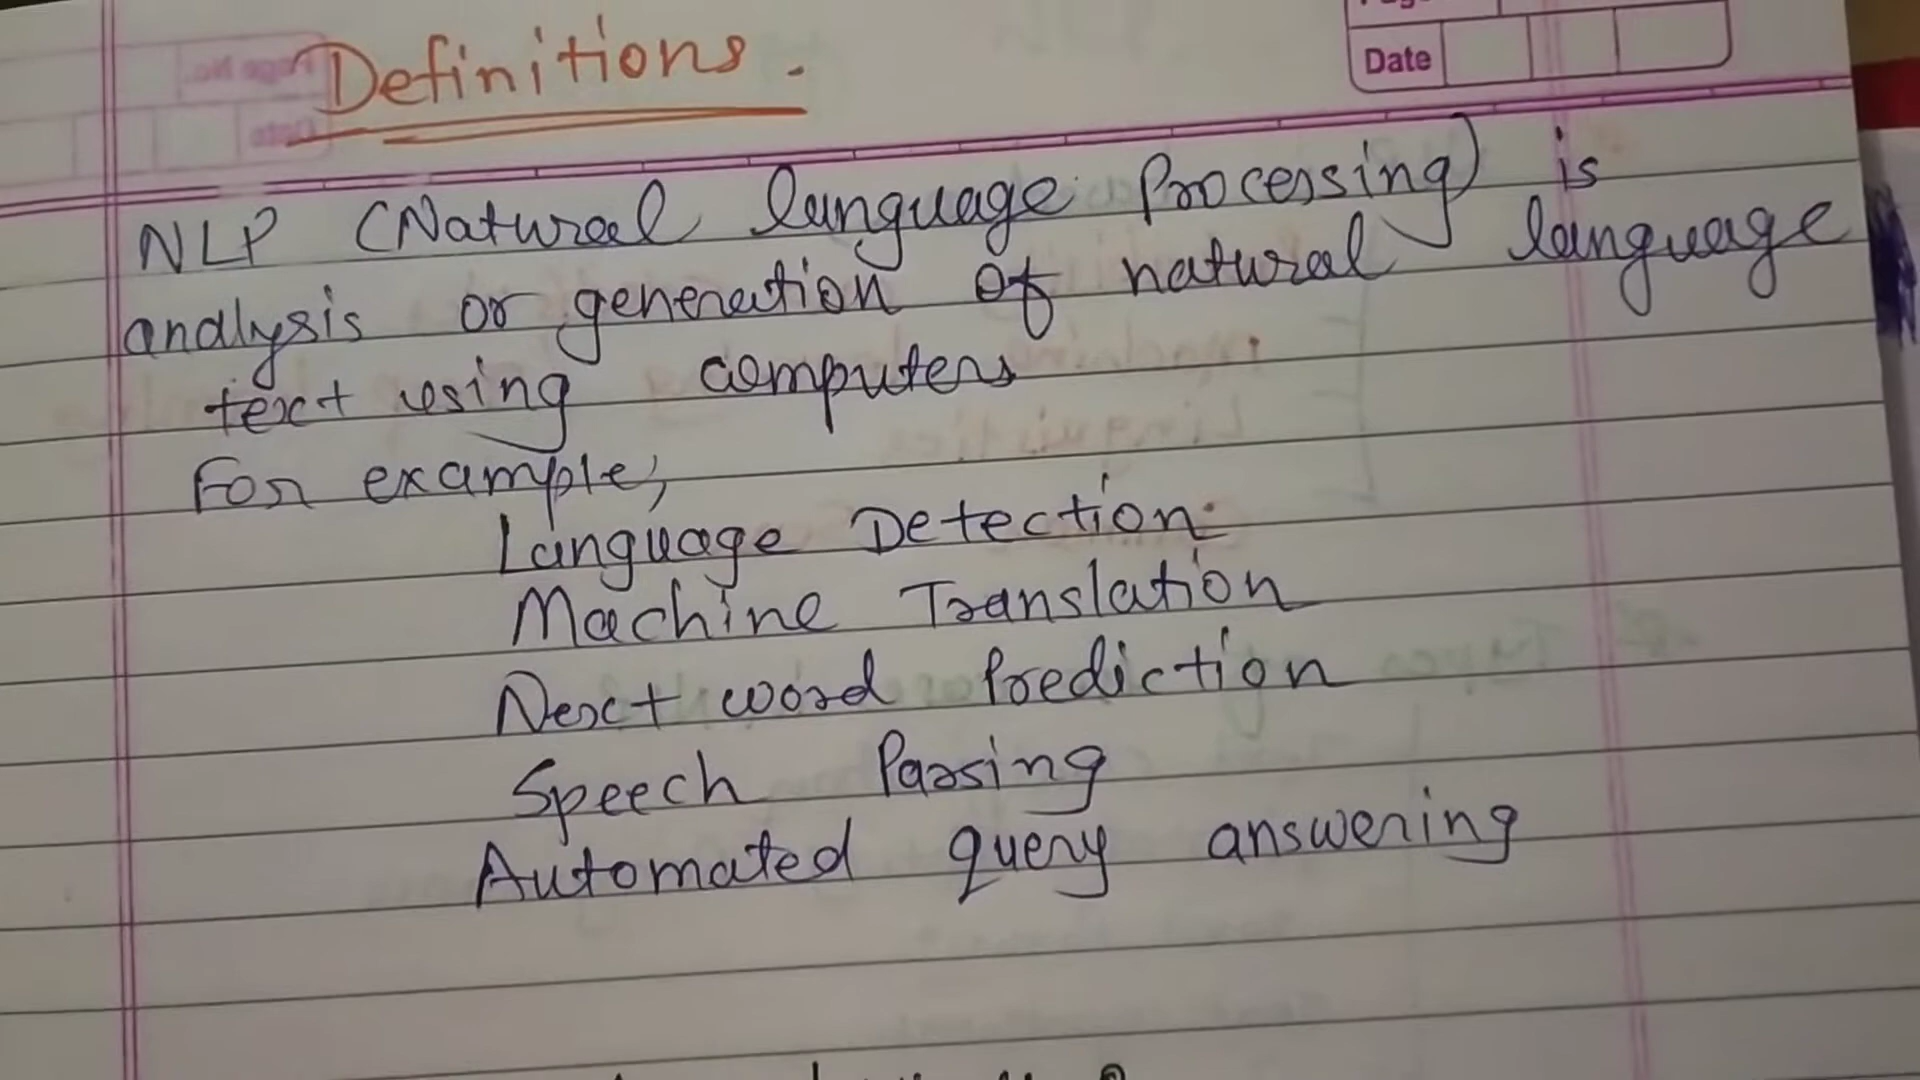 Definitions.
Date
NLP (Natural language Processing) is
analysis or generation of natural language
text using computers
For example,
Language Detection
Machine Translation
Next word Prediction
Speech Parsing
Automated query answering